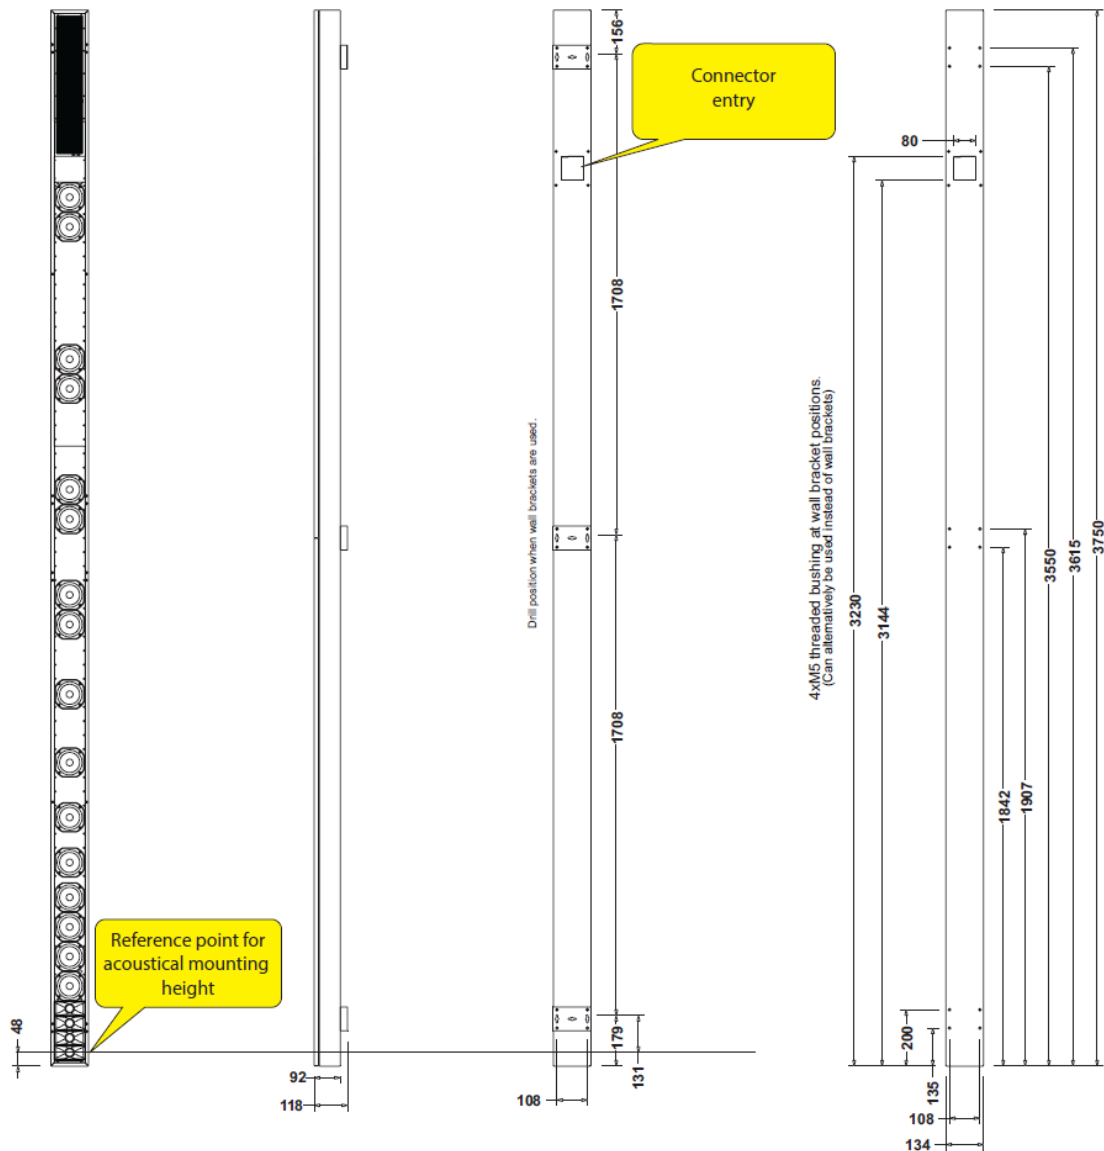 156
Connector
entry
80
1708
Drill position when wall brackets are used.
4xM5 threaded bushing at wall bracket positions.
(Can alternatively be used instead of wall brackets)
3230
3144
3550
3615
3750
1708
1842
1907
Reference point for
acoustical mounting
height
48
179
131
200
135
92
118
108
108
134